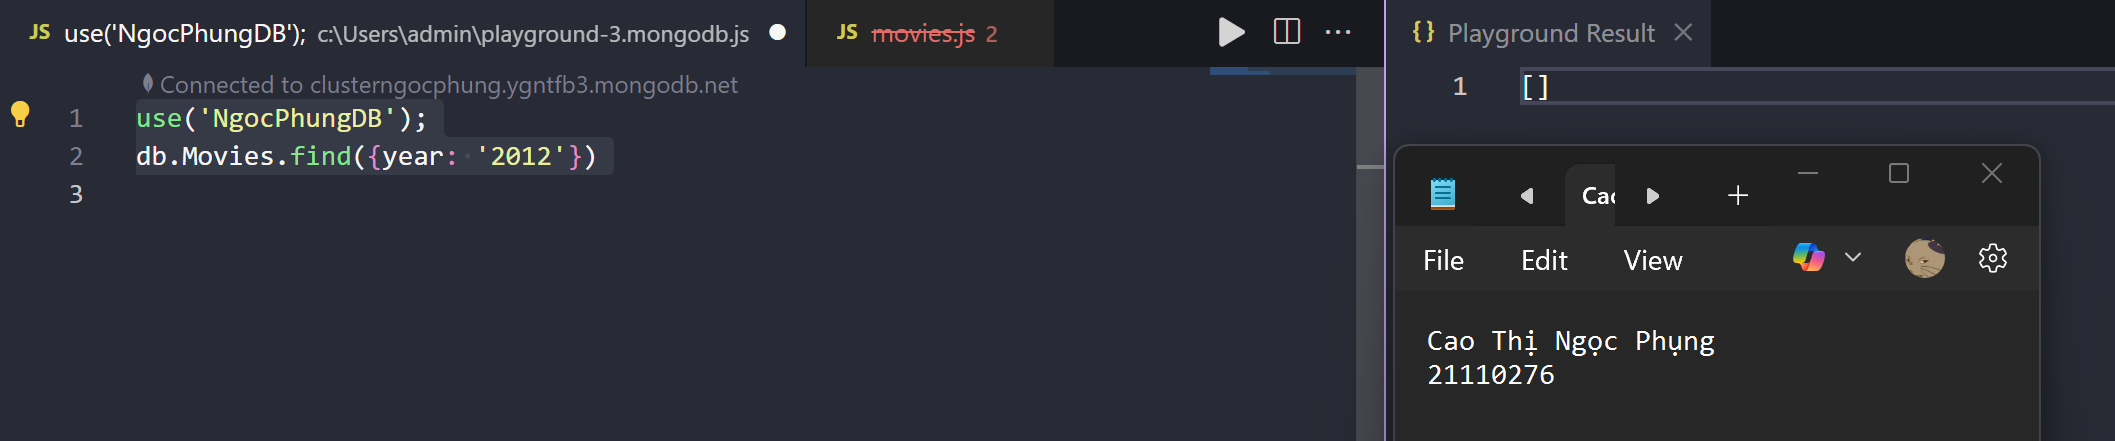 JS use('NgocPhungDB'); c:\Users\admin\playground-3.mongodb.js
JS movies.js 2
Connected to clusterngocphung.ygntfb3.mongodb.net
1 use('NgocPhungDB');
2 db.Movies.find({year: '2012'})
3
{} Playground Result
1 []
Cao
File Edit View
Cao Thị Ngọc Phụng
21110276